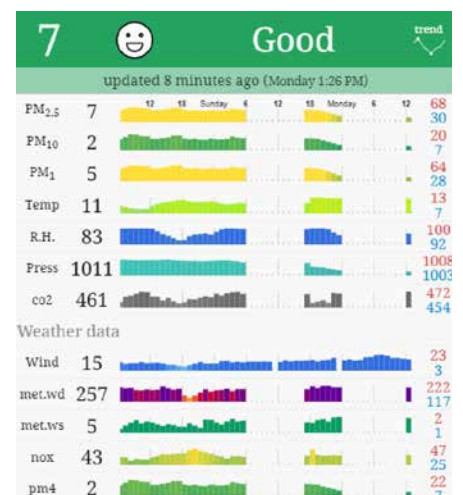 7 Good trend
updated 8 minutes ago (Monday 1:26 PM)
12 18 Sunday 6 12 18 Monday 6 12
PM2.5 7 68
30
PM10 2 20
7
PM1 5 64
28
Temp 11 13
7
R.H. 83 100
92
Press 1011 1008
1003
co2 461 472
454
Weather data
Wind 15 23
3
met.wd 257 222
117
met.ws 5 2
1
nox 43 47
25
pm4 2 22
7